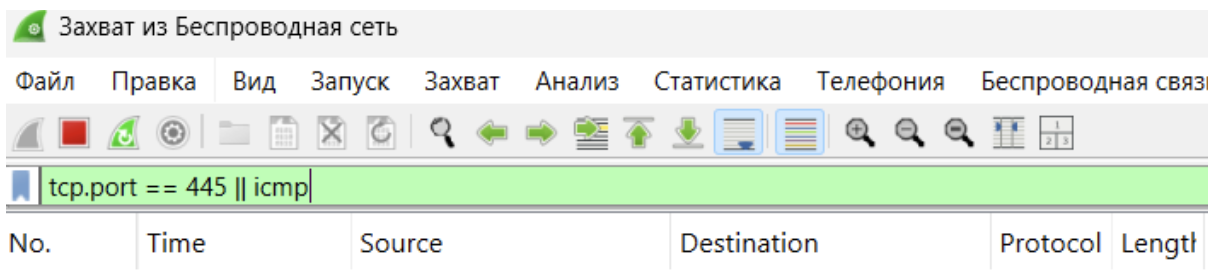 Захват из Беспроводная сеть
Файл Правка Вид Запуск Захват Анализ Статистика Телефония Беспроводная связ
tcp.port == 445 || icmp
No. Time Source Destination Protocol Length